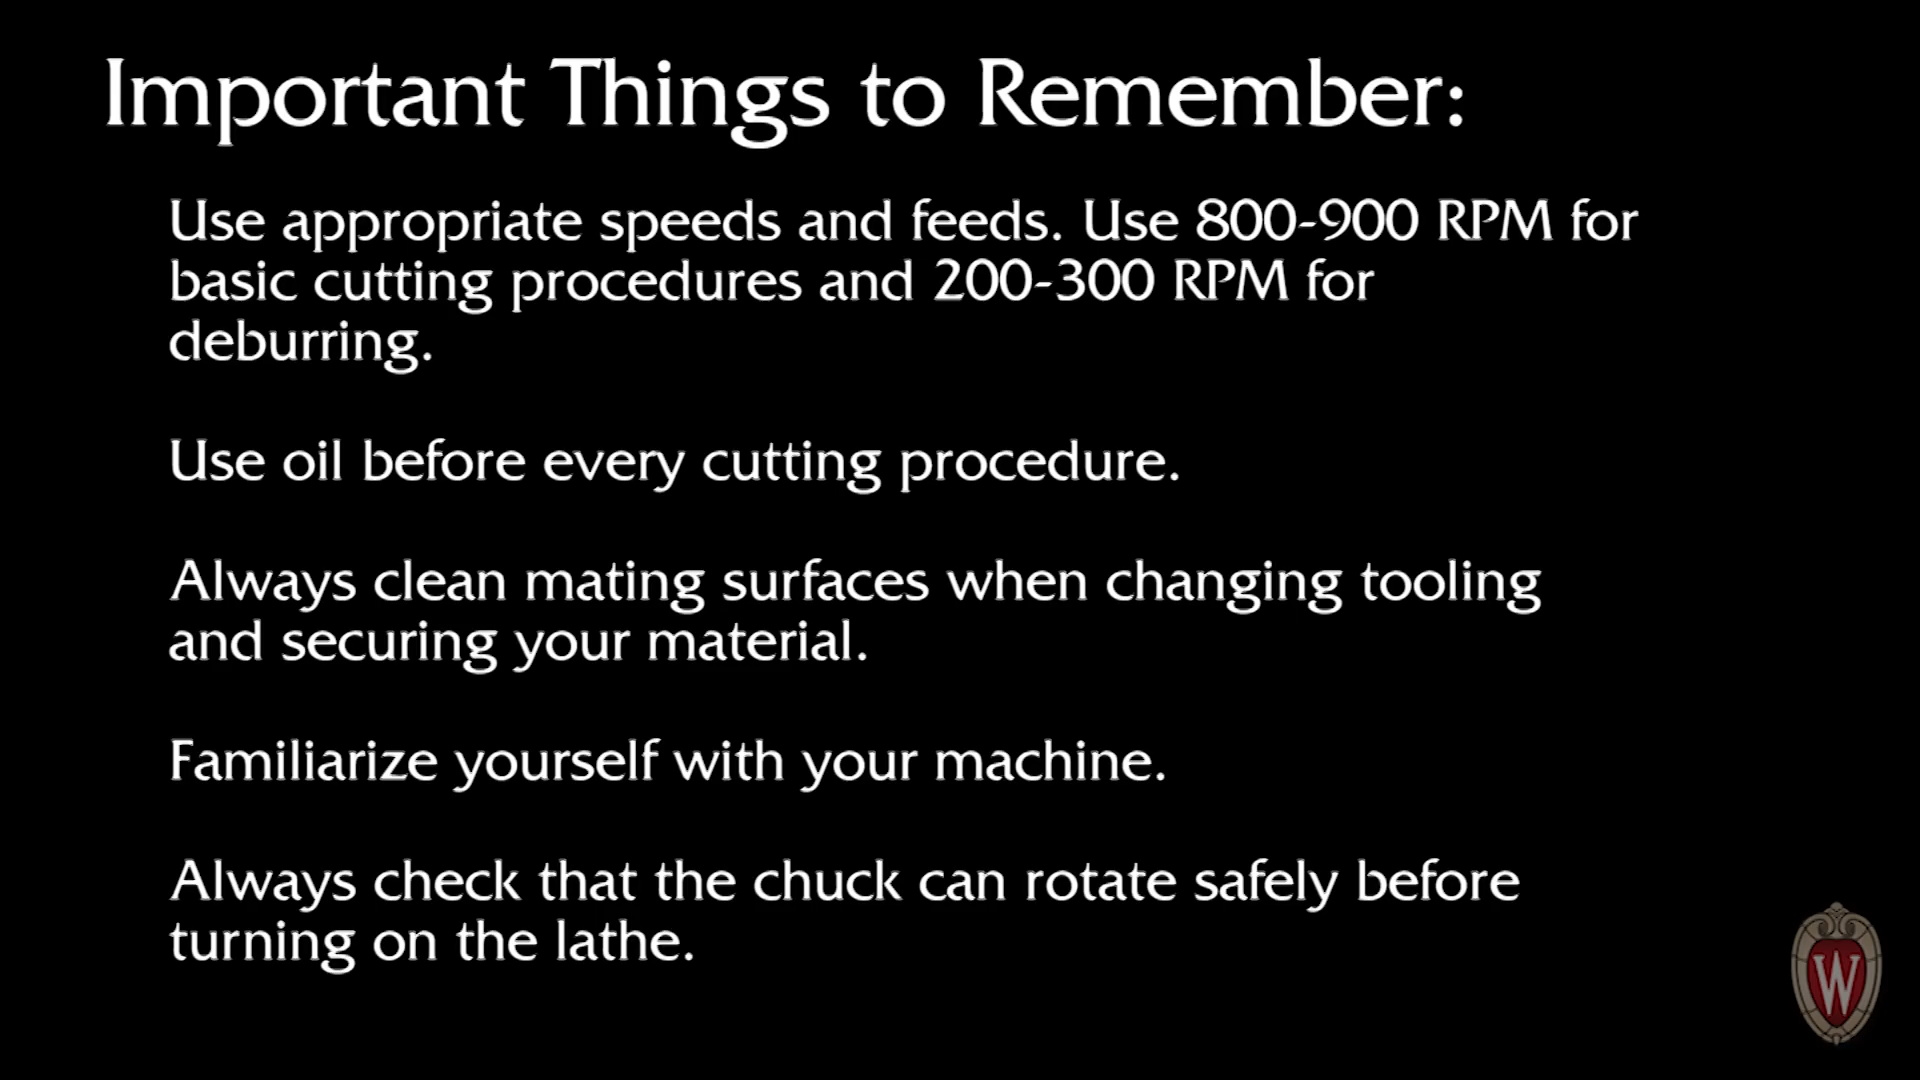 Important Things to Remember:
Use appropriate speeds and feeds. Use 800-900 RPM for
basic cutting procedures and 200-300 RPM for
deburring.
Use oil before every cutting procedure.
Always clean mating surfaces when changing tooling
and securing your material.
Familiarize yourself with your machine.
Always check that the chuck can rotate safely before
turning on the lathe.
W